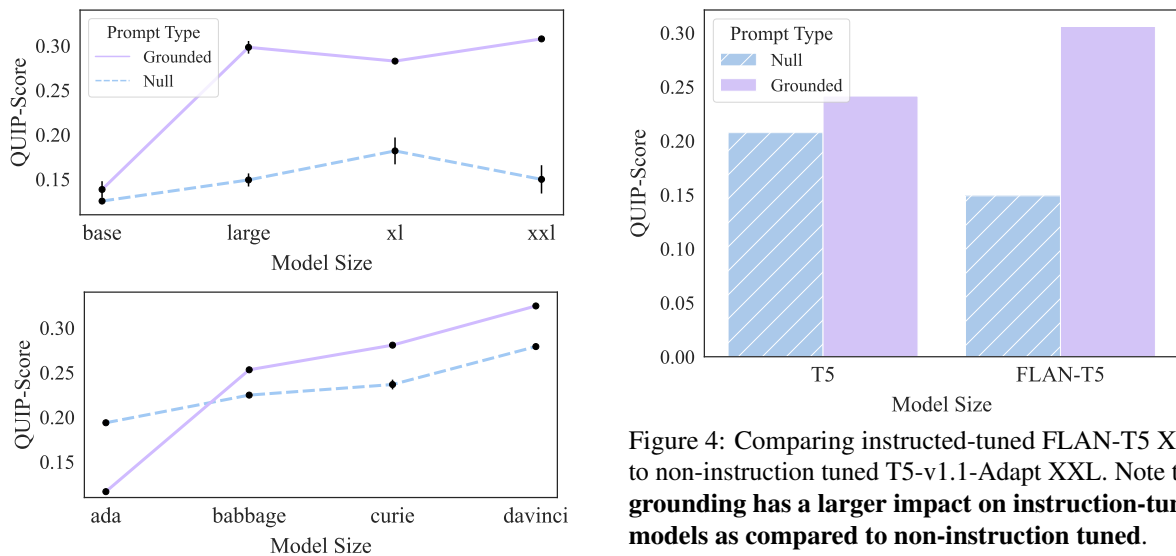 0.30
0.25
0.20
0.15
QUIP-Score
Prompt Type
Grounded
Null
base large xl xxl
Model Size
0.30
0.25
0.20
0.15
QUIP-Score
ada babbage curie davinci
Model Size
0.30
0.25
0.20
0.15
0.10
0.05
0.00
QUIP-Score
Prompt Type
Null
Grounded
T5 FLAN-T5
Model Size
Figure 4: Comparing instructed-tuned FLAN-T5 X
to non-instruction tuned T5-v1.1-Adapt XXL. Note t
grounding has a larger impact on instruction-tu
models as compared to non-instruction tuned.